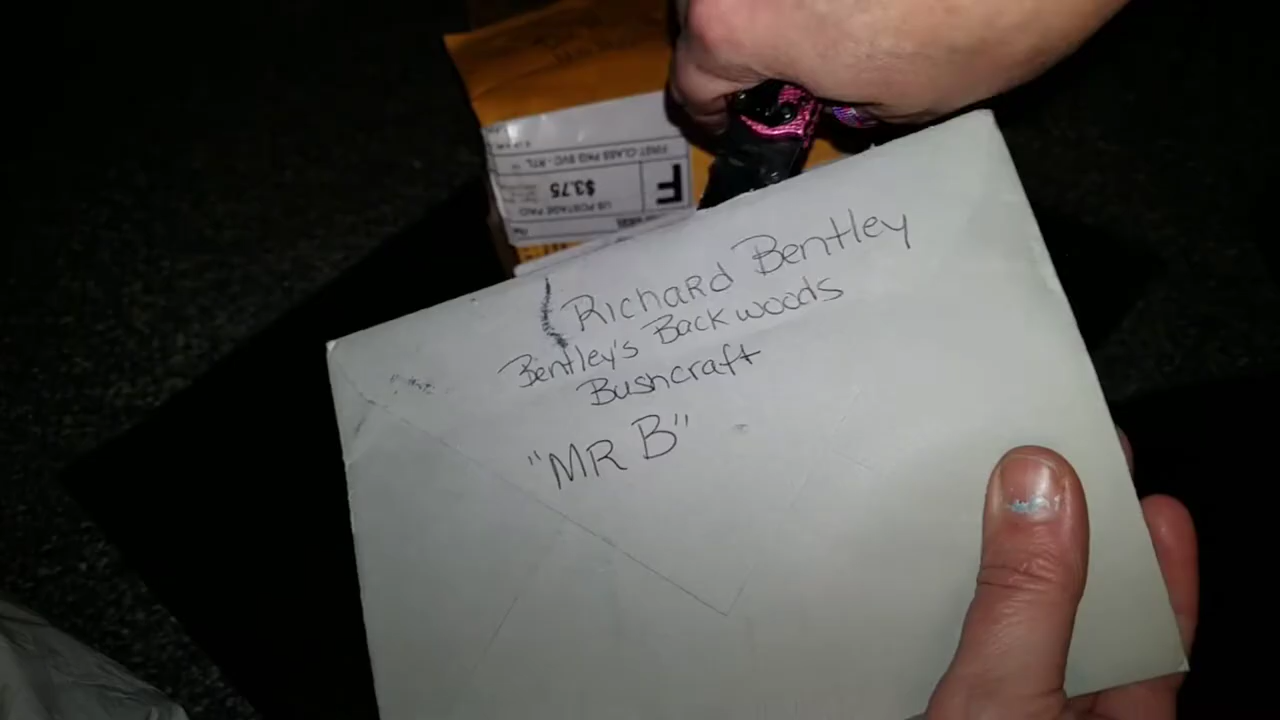 FIRST-CLASS PKG SVC - RTL
$3.75
US POSTAGE PAID
F
Richard Bentley
Bentley's Backwoods
Bushcraft
"MR B"